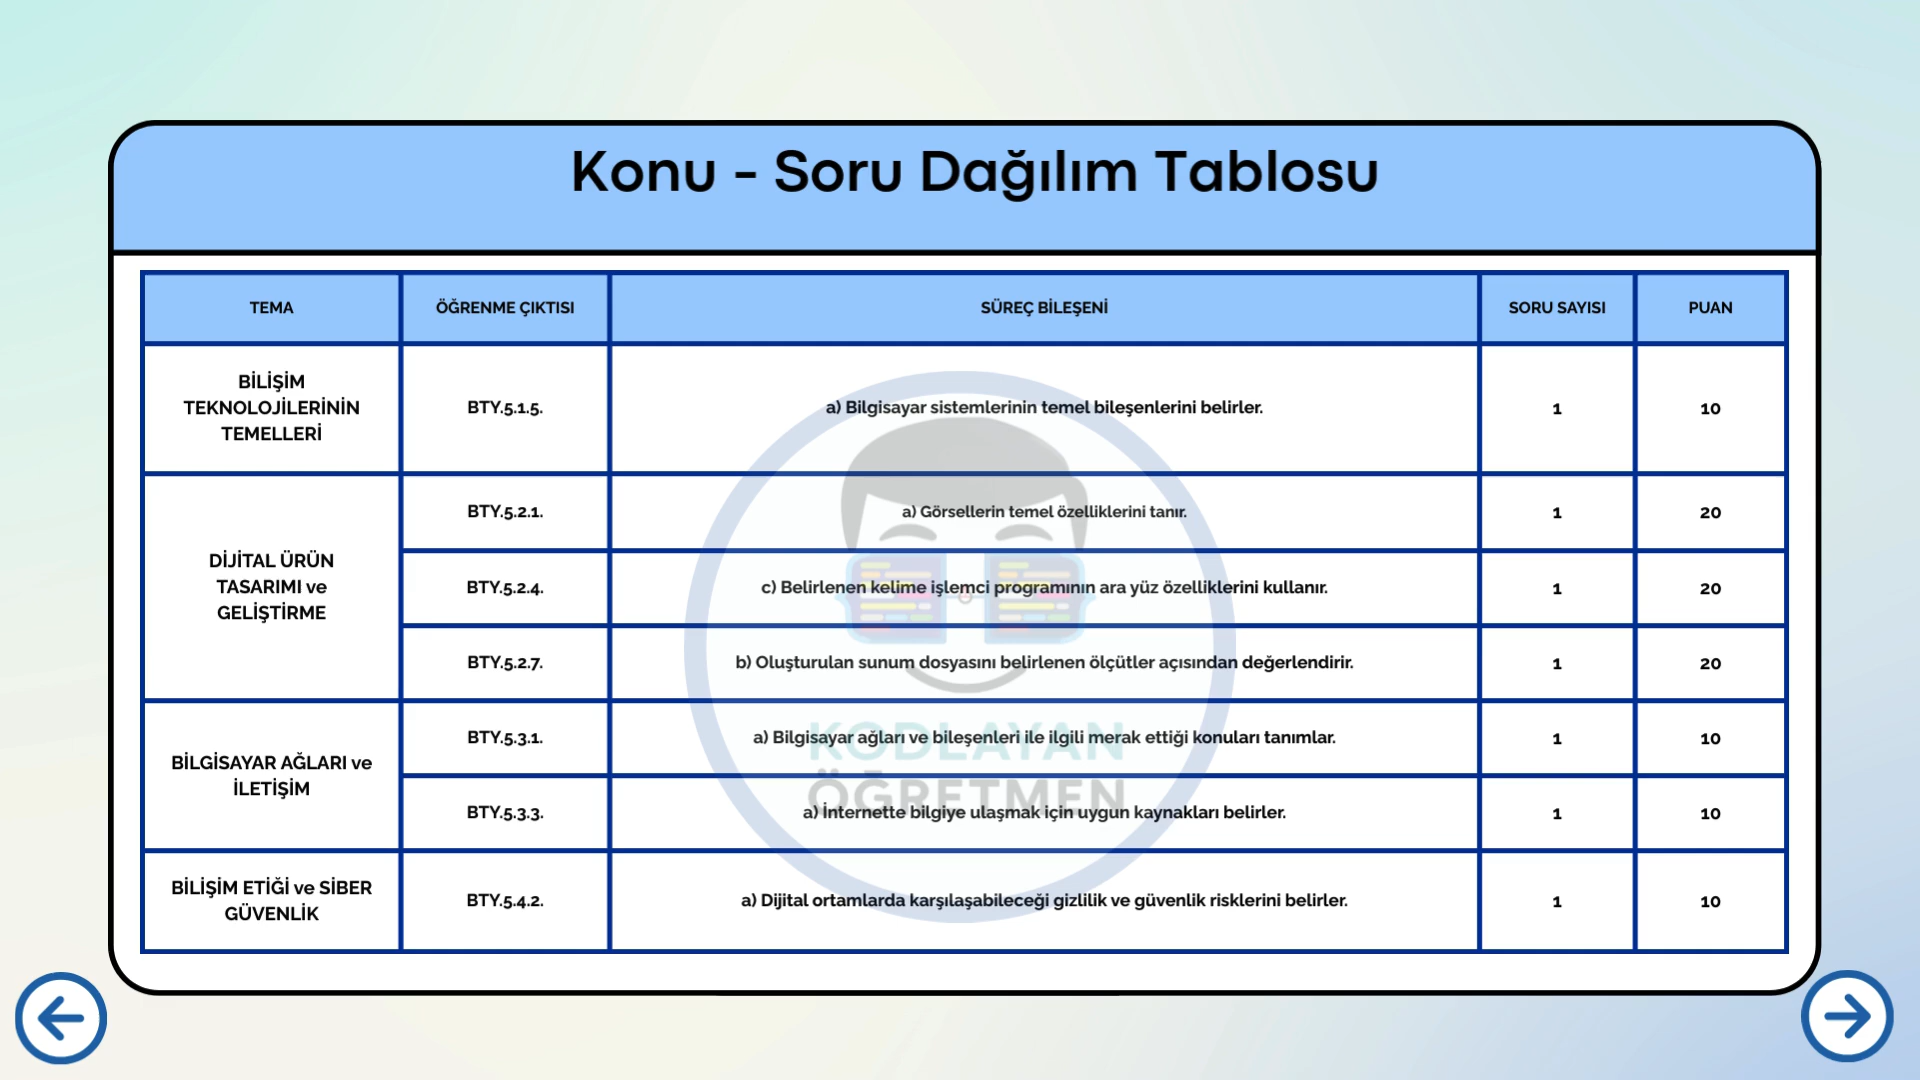 Konu - Soru Dağılım Tablosu
TEMA ÖĞRENME ÇIKTISI SÜREÇ BİLEŞENİ SORU SAYISI PUAN
BİLİŞİM
TEKNOLOJİLERİNİN
TEMELLERİ
BTY.5.1.5. a) Bilgisayar sistemlerinin temel bileşenlerini belirler. 1 10
DİJİTAL ÜRÜN
TASARIMI ve
GELİŞTİRME
BTY.5.2.1. a) Görsellerin temel özelliklerini tanır. 1 20
BTY.5.2.4. c) Belirlenen kelime işlemci programının ara yüz özelliklerini kullanır. 1 20
BTY.5.2.7. b) Oluşturulan sunum dosyasını belirlenen ölçütler açısından değerlendirir. 1 20
BİLGİSAYAR AĞLARI ve
İLETİŞİM
BTY.5.3.1. a) Bilgisayar ağları ve bileşenleri ile ilgili merak ettiği konuları tanımlar. 1 10
BTY.5.3.3. a) İnternette bilgiye ulaşmak için uygun kaynakları belirler. 1 10
BİLİŞİM ETİĞİ ve SİBER
GÜVENLİK
BTY.5.4.2. a) Dijital ortamlarda karşılaşabileceği gizlilik ve güvenlik risklerini belirler. 1 10
KODLAYAN
ÖĞRETMEN